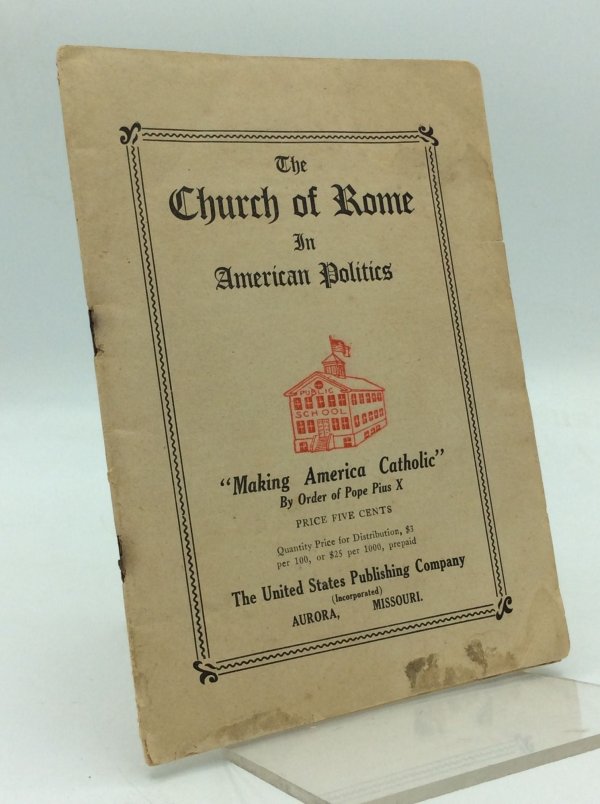 The
Church of Rome
In
American Politics
PUBLIC
SCHOOL
"Making America Catholic"
By Order of Pope Pius X
PRICE FIVE CENTS
Quantity Price for Distribution, $3
per 100, or $25 per 1000, prepaid
The United States Publishing Company
(Incorporated)
AURORA, MISSOURI.